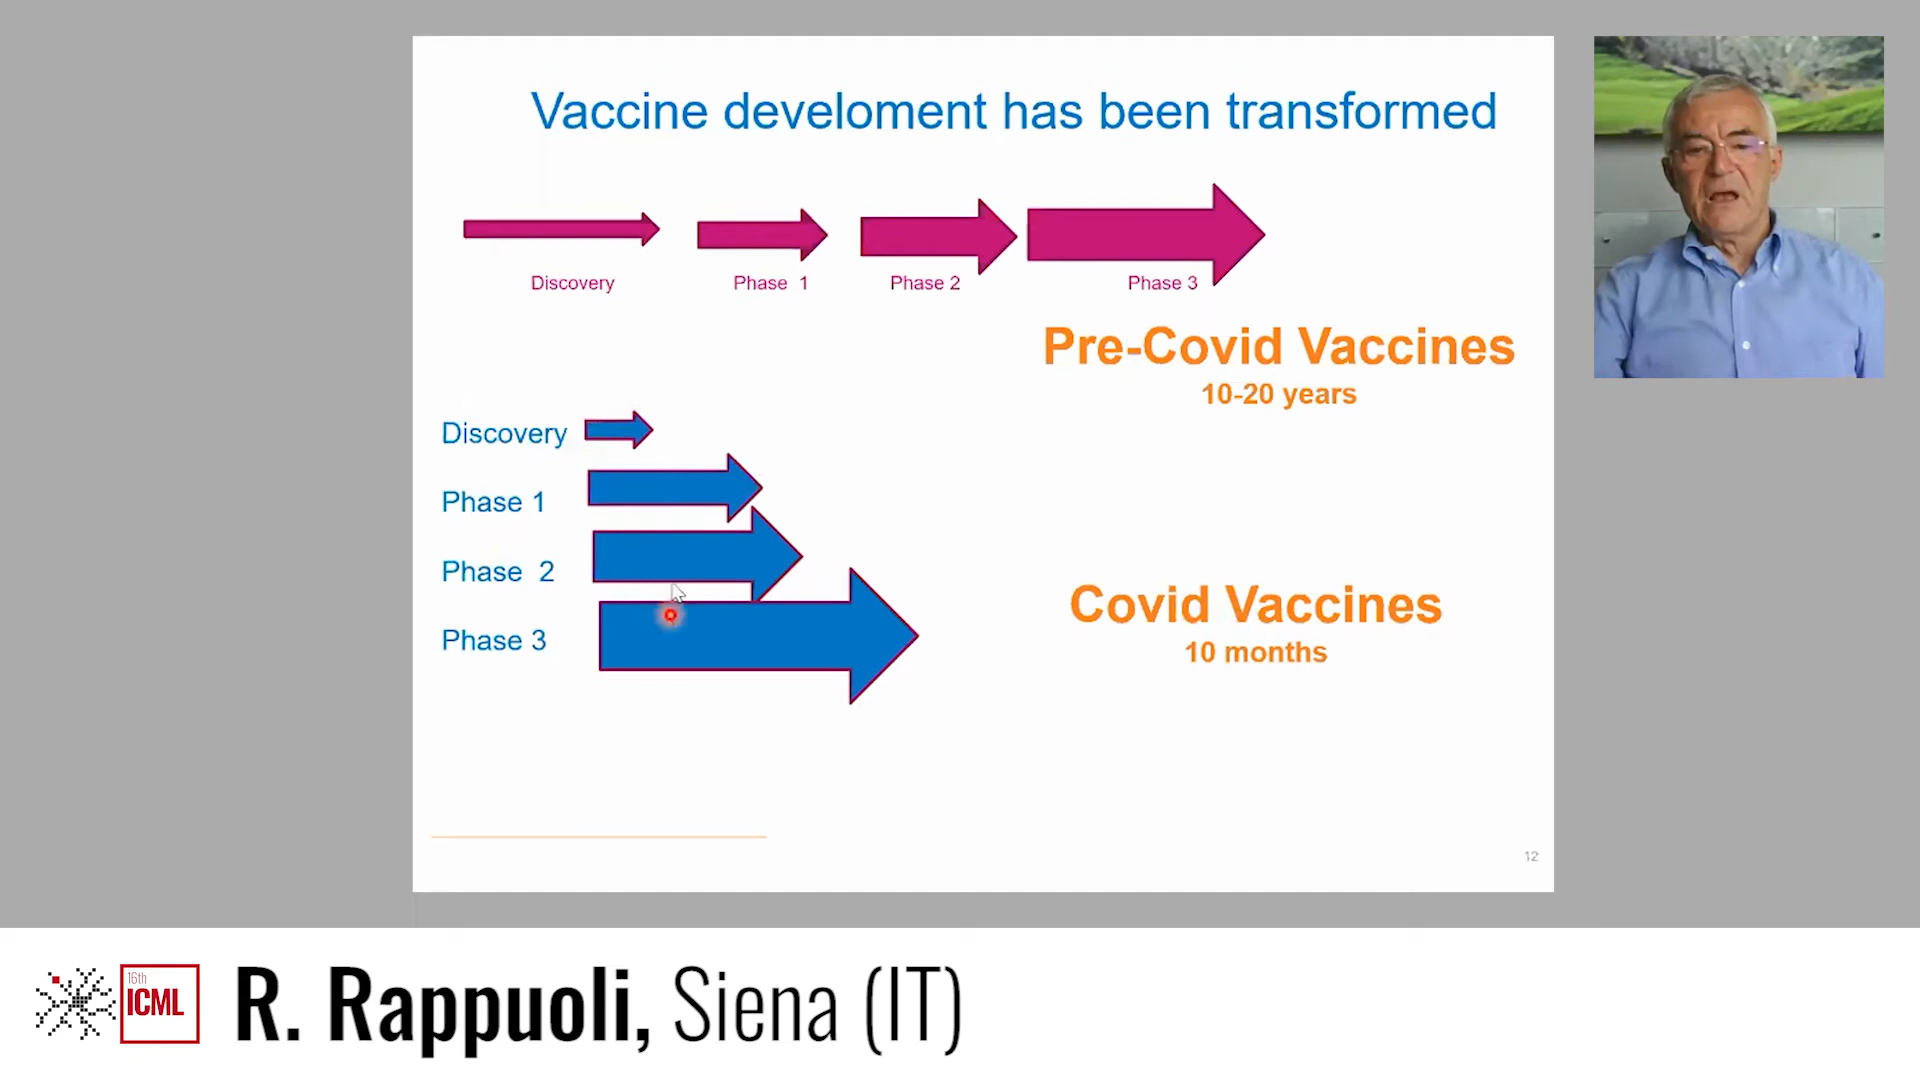 Vaccine develoment has been transformed
Discovery
Phase 1
Phase 2
Phase 3
Pre-Covid Vaccines
10-20 years
Discovery
Phase 1
Phase 2
Phase 3
Covid Vaccines
10 months
12
16th
ICML
R. Rappuoli, Siena (IT)